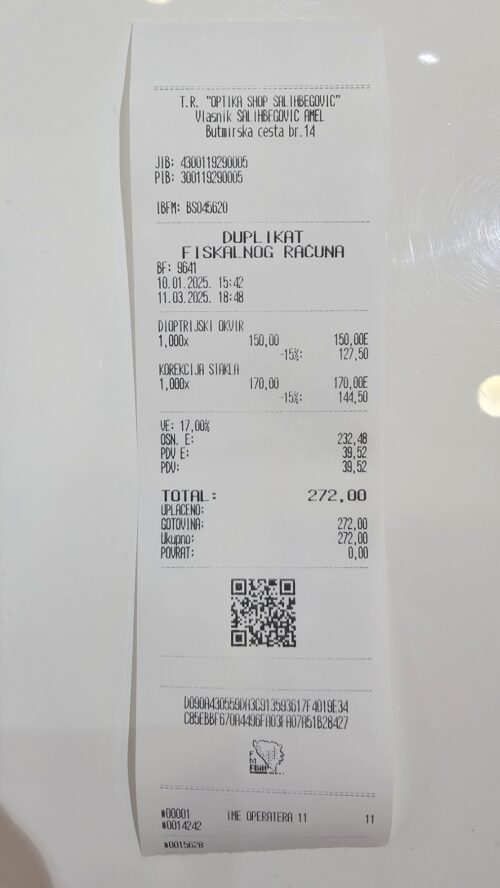 T.R. "OPTIKA SHOP SALIHBEGOVIC"
Vlasnik SALIHBEGOVIC AMEL
Butmirska cesta br.14
JIB: 4300119290005
PIB: 300119290005
IBFM: BS045620
DUPLIKAT
FISKALNOG RAČUNA
BF: 9641
10.01.2025. 15:42
11.03.2025. 18:48
DIOPTRIJSKI OKVIR
1,000x 150,00 150,00E
-15%: 127,50
KOREKCIJA STAKLA
1,000x 170,00 170,00E
-15%: 144,50
VE: 17,00%
OSN. E: 232,48
PDV E: 39,52
PDV: 39,52
TOTAL: 272,00
UPLAĆENO:
GOTOVINA: 272,00
Ukupno: 272,00
POVRAT: 0,00
FM
FBiH
#00001 IME OPERATERA 11 11
#0014242
#0015628